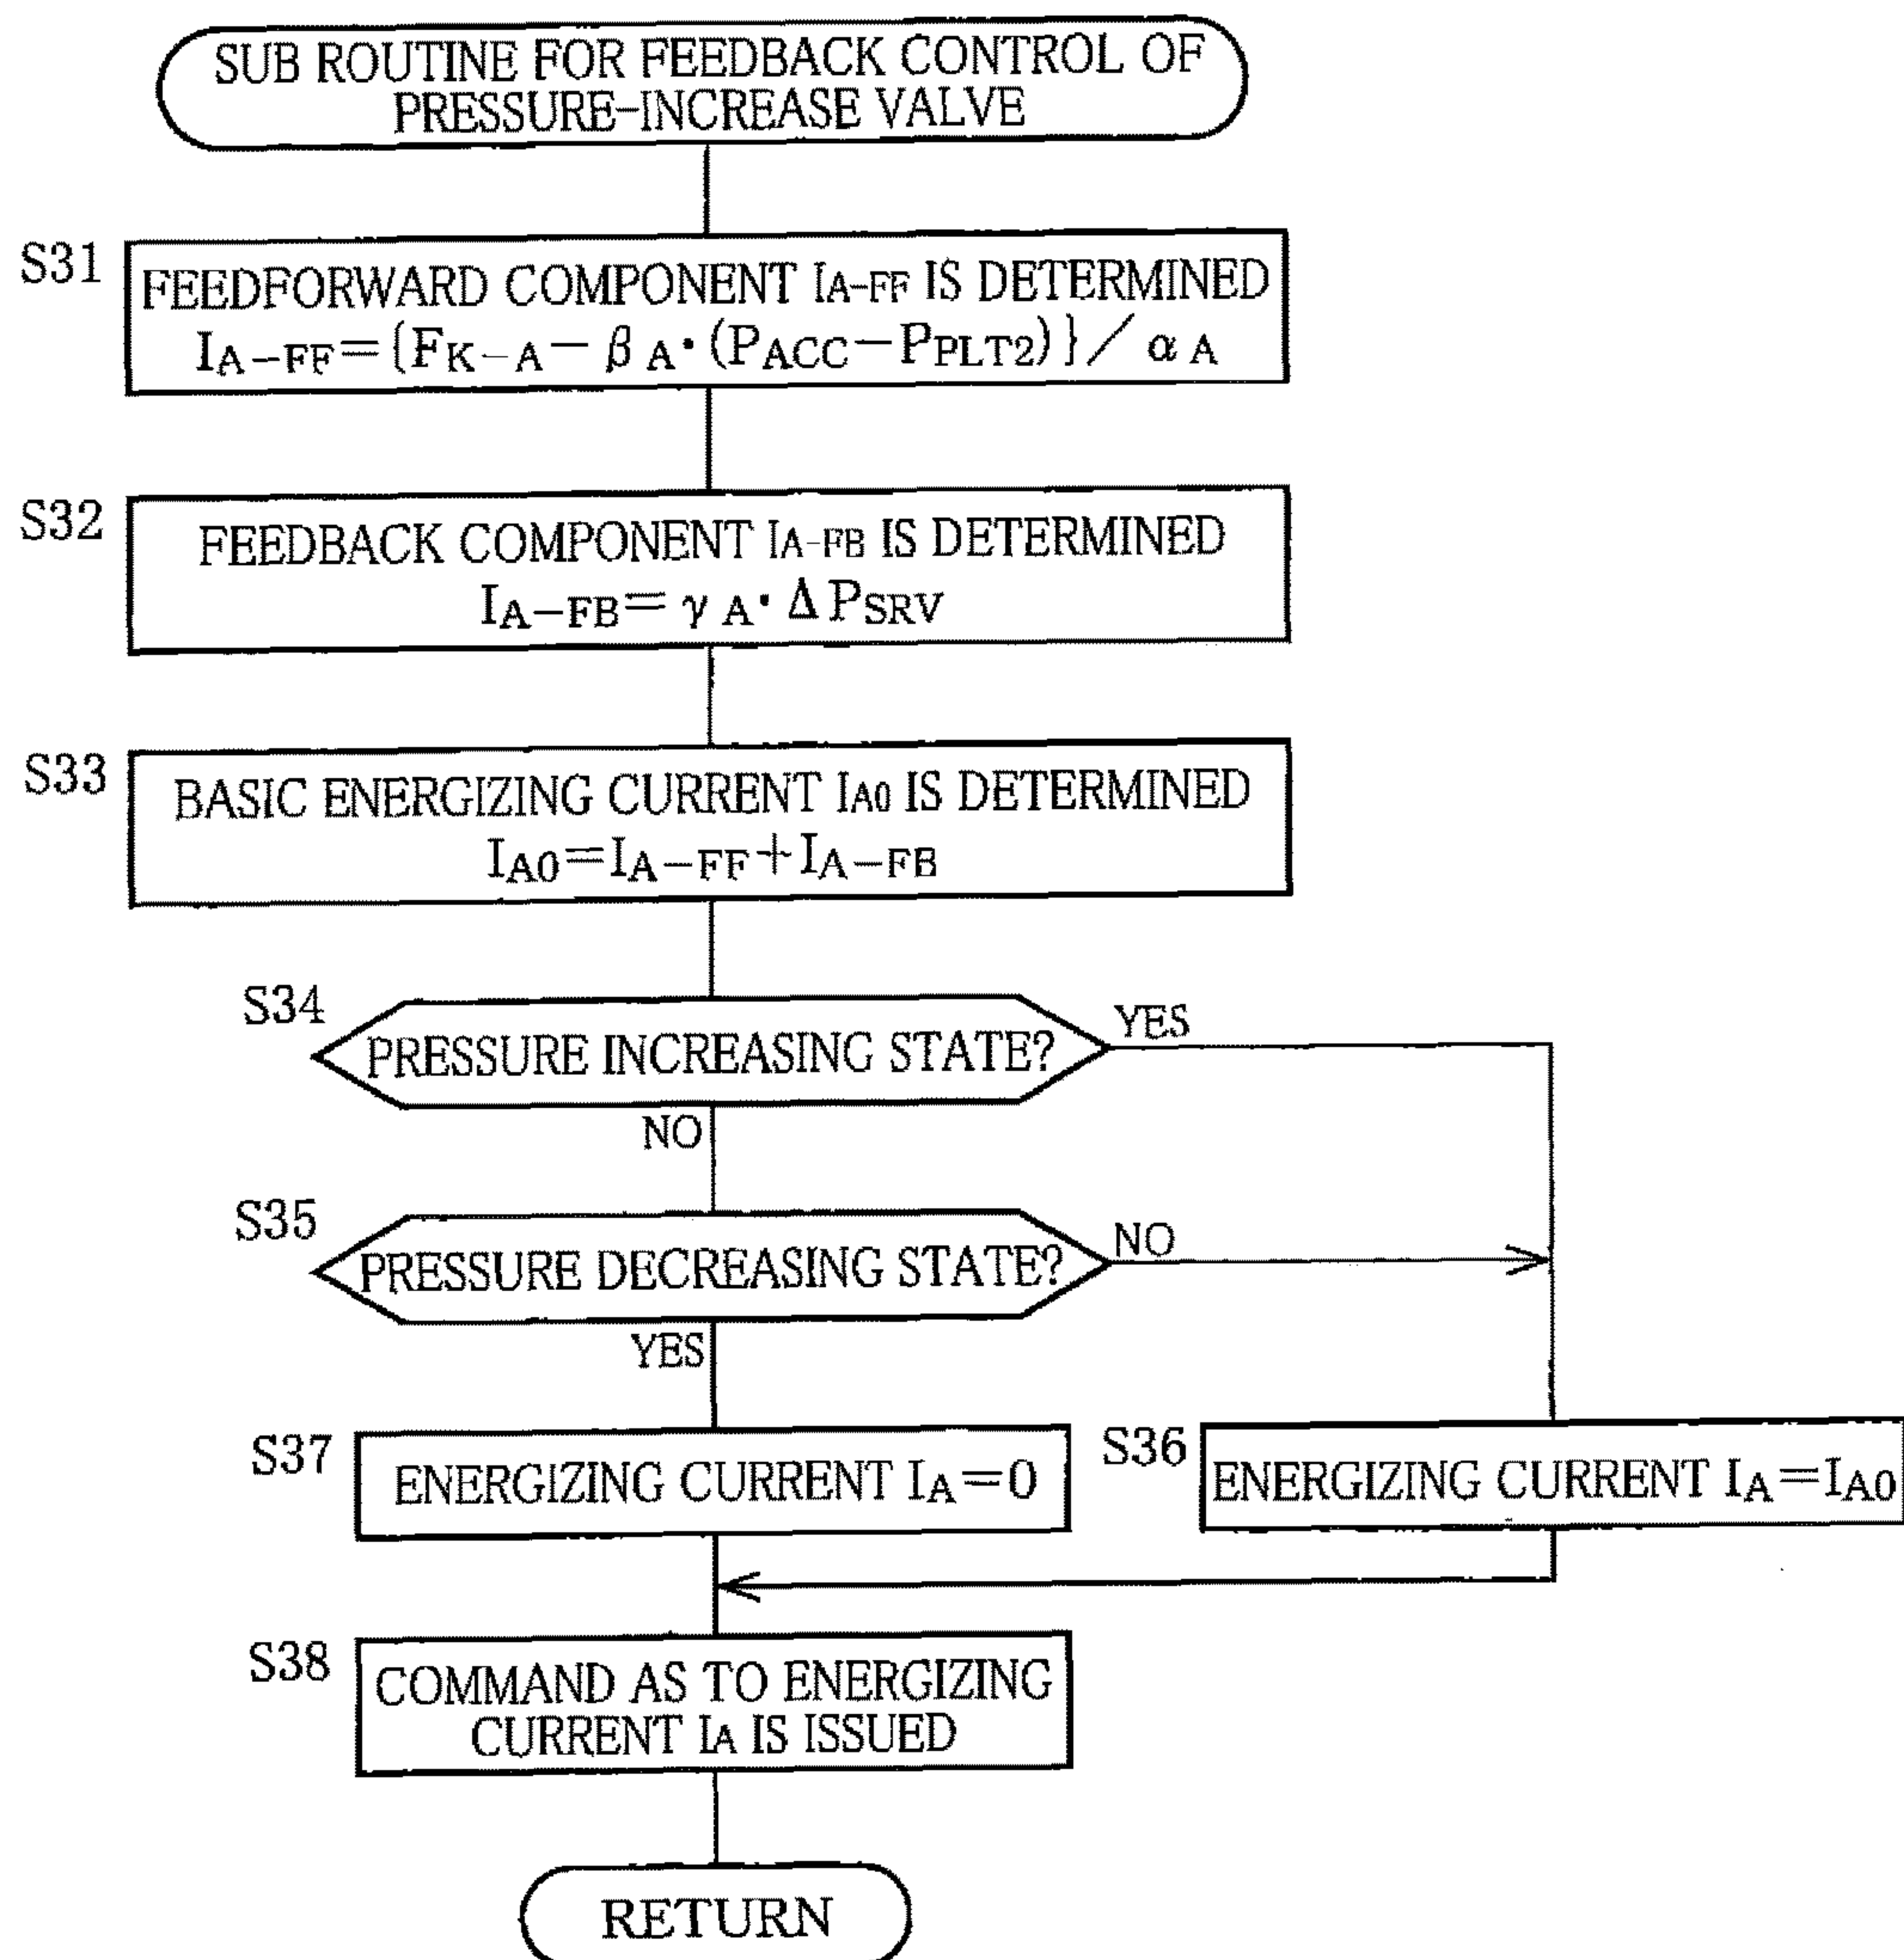 SUB ROUTINE FOR FEEDBACK CONTROL OF
PRESSURE-INCREASE VALVE
S31
FEEDFORWARD COMPONENT IA-FF IS DETERMINED
IA-FF={FK-A-βA·(PACC-PPLT2)}/αA
S32
FEEDBACK COMPONENT IA-FB IS DETERMINED
IA-FB=γA·ΔPSRV
S33
BASIC ENERGIZING CURRENT IA0 IS DETERMINED
IA0=IA-FF+IA-FB
S34
PRESSURE INCREASING STATE?
YES
NO
S35
PRESSURE DECREASING STATE?
NO
YES
S37
ENERGIZING CURRENT IA=0
S36
ENERGIZING CURRENT IA=IA0
S38
COMMAND AS TO ENERGIZING
CURRENT IA IS ISSUED
RETURN